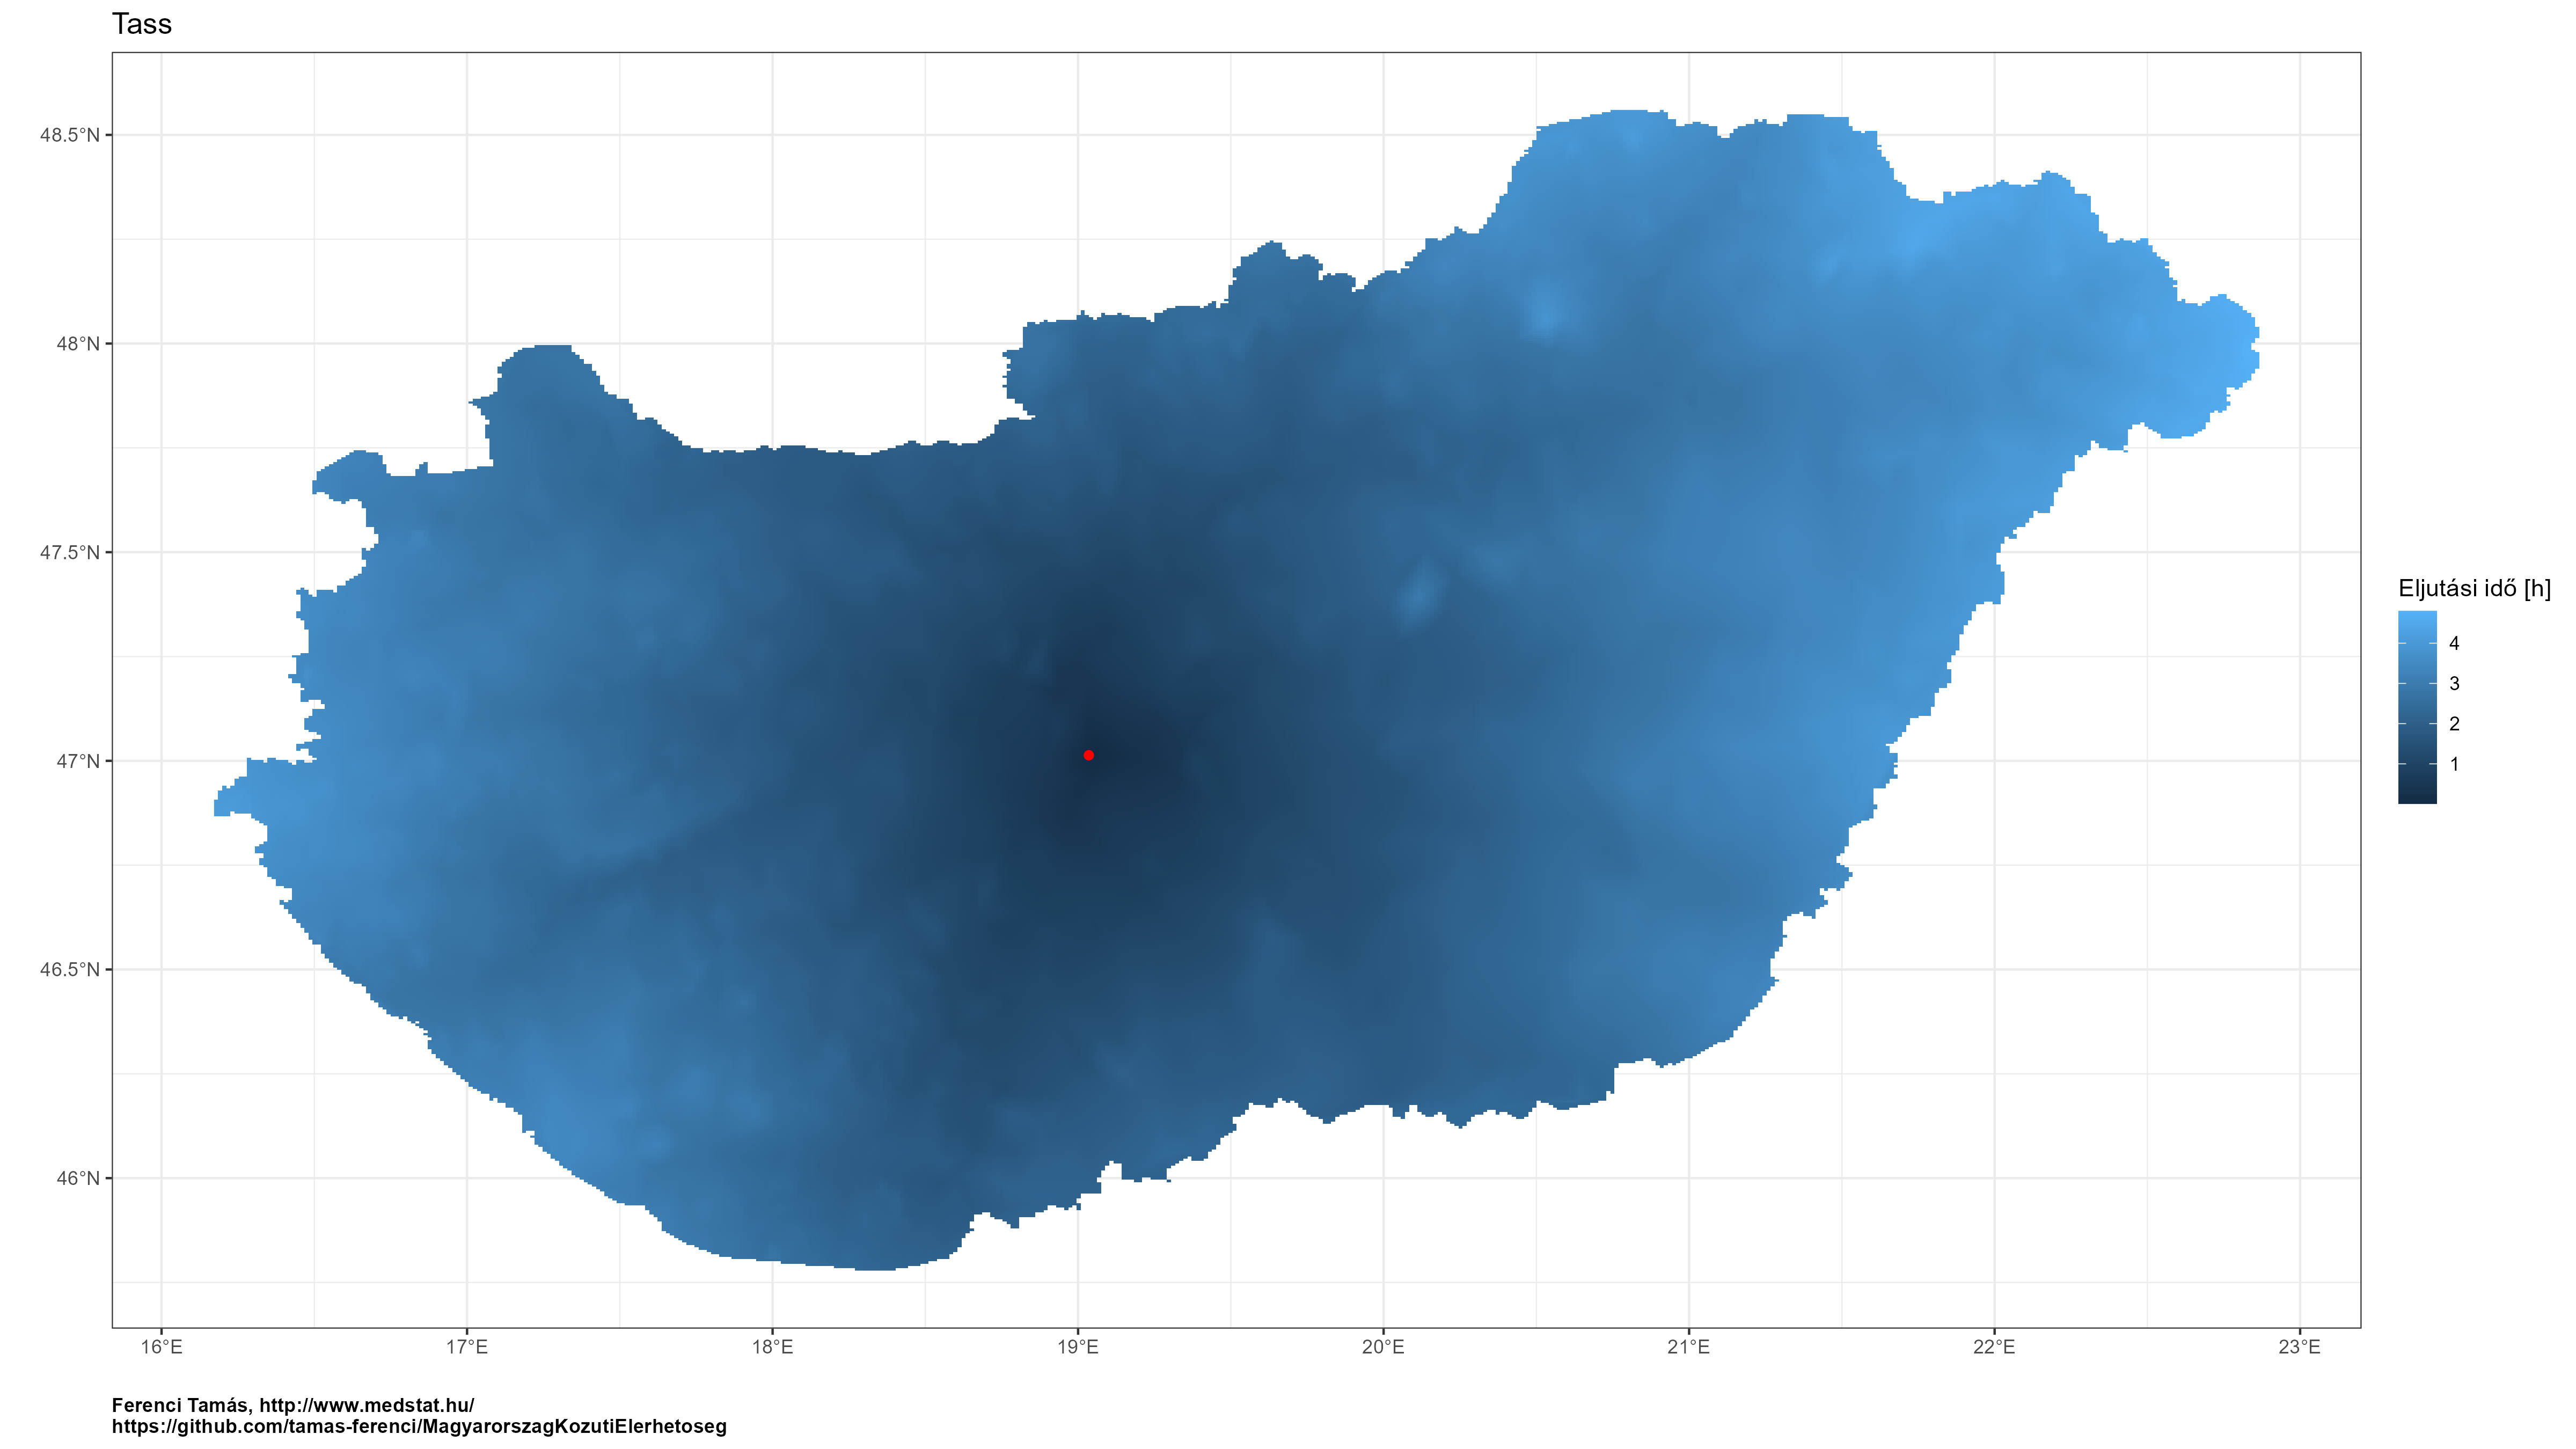 Tass
48.5°N
48°N
47.5°N
47°N
46.5°N
46°N
16°E
17°E
18°E
19°E
20°E
21°E
22°E
23°E
Eljutási idő [h]
4
3
2
1
Ferenci Tamás, http://www.medstat.hu/
https://github.com/tamas-ferenci/MagyarorszagKozutiElerhetoseg